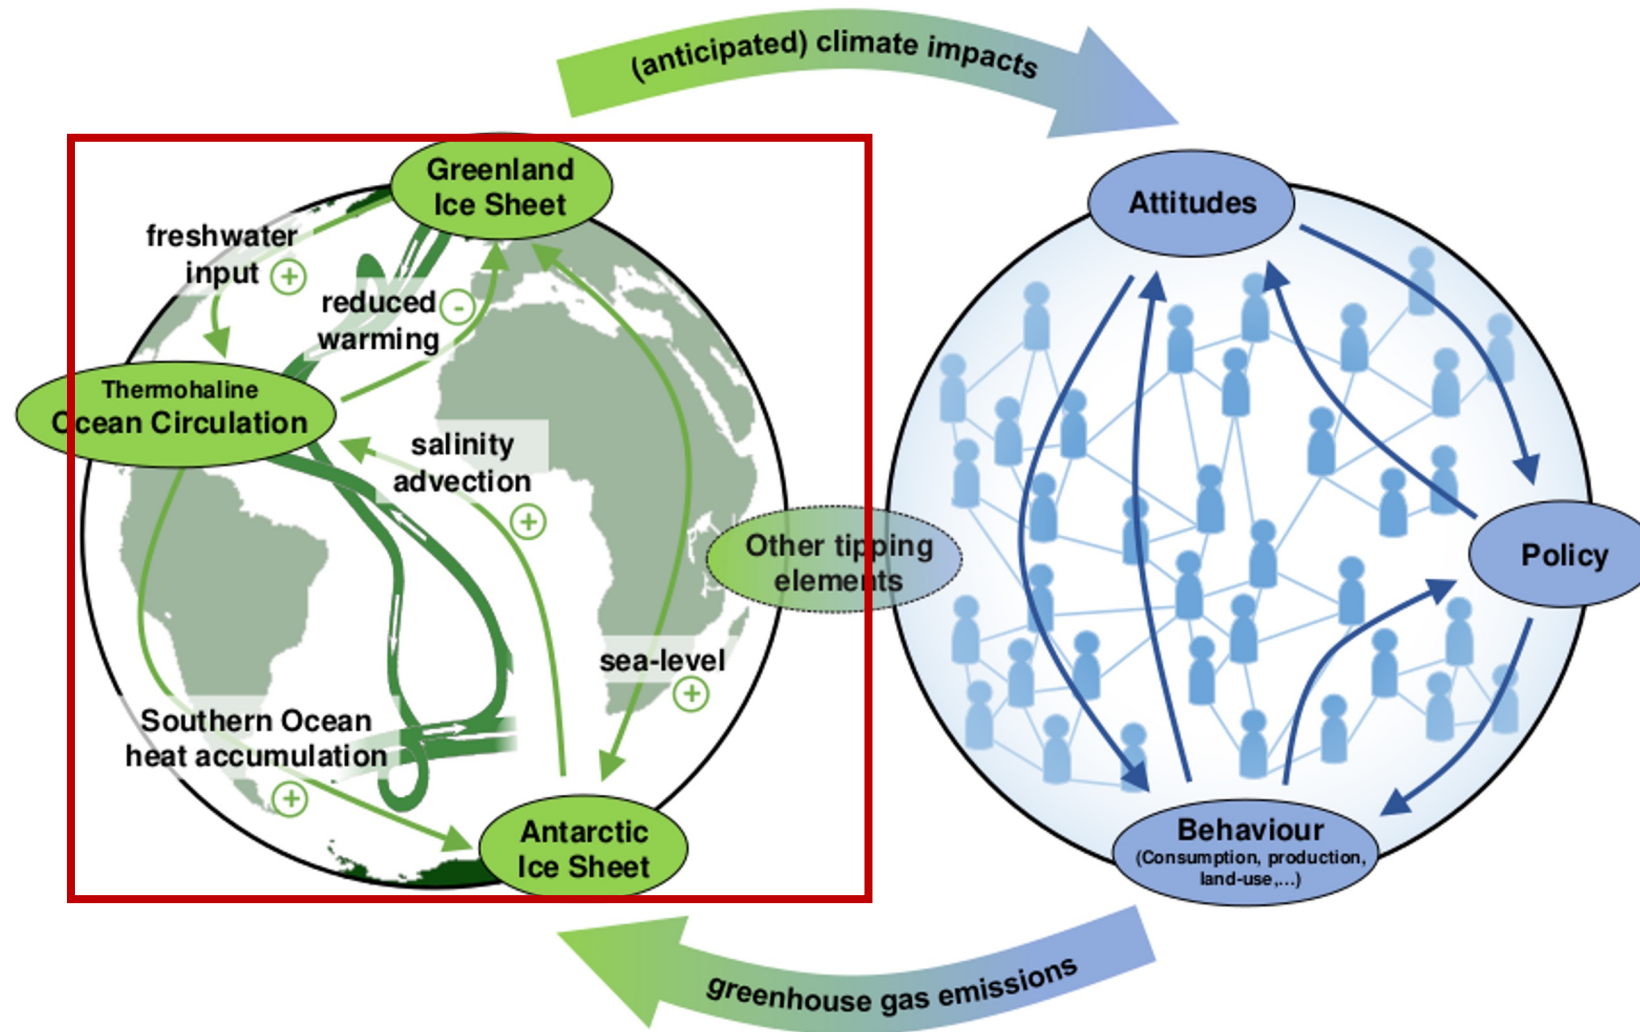 (anticipated) climate impacts
Greenland
Ice Sheet
freshwater
input +
reduced -
warming
Thermohaline
Ocean Circulation
salinity
advection
+
Other tipping
elements
sea-level
+
Southern Ocean
heat accumulation
+
Antarctic
Ice Sheet
Attitudes
Policy
Behaviour
(Consumption, production,
land-use,...)
greenhouse gas emissions